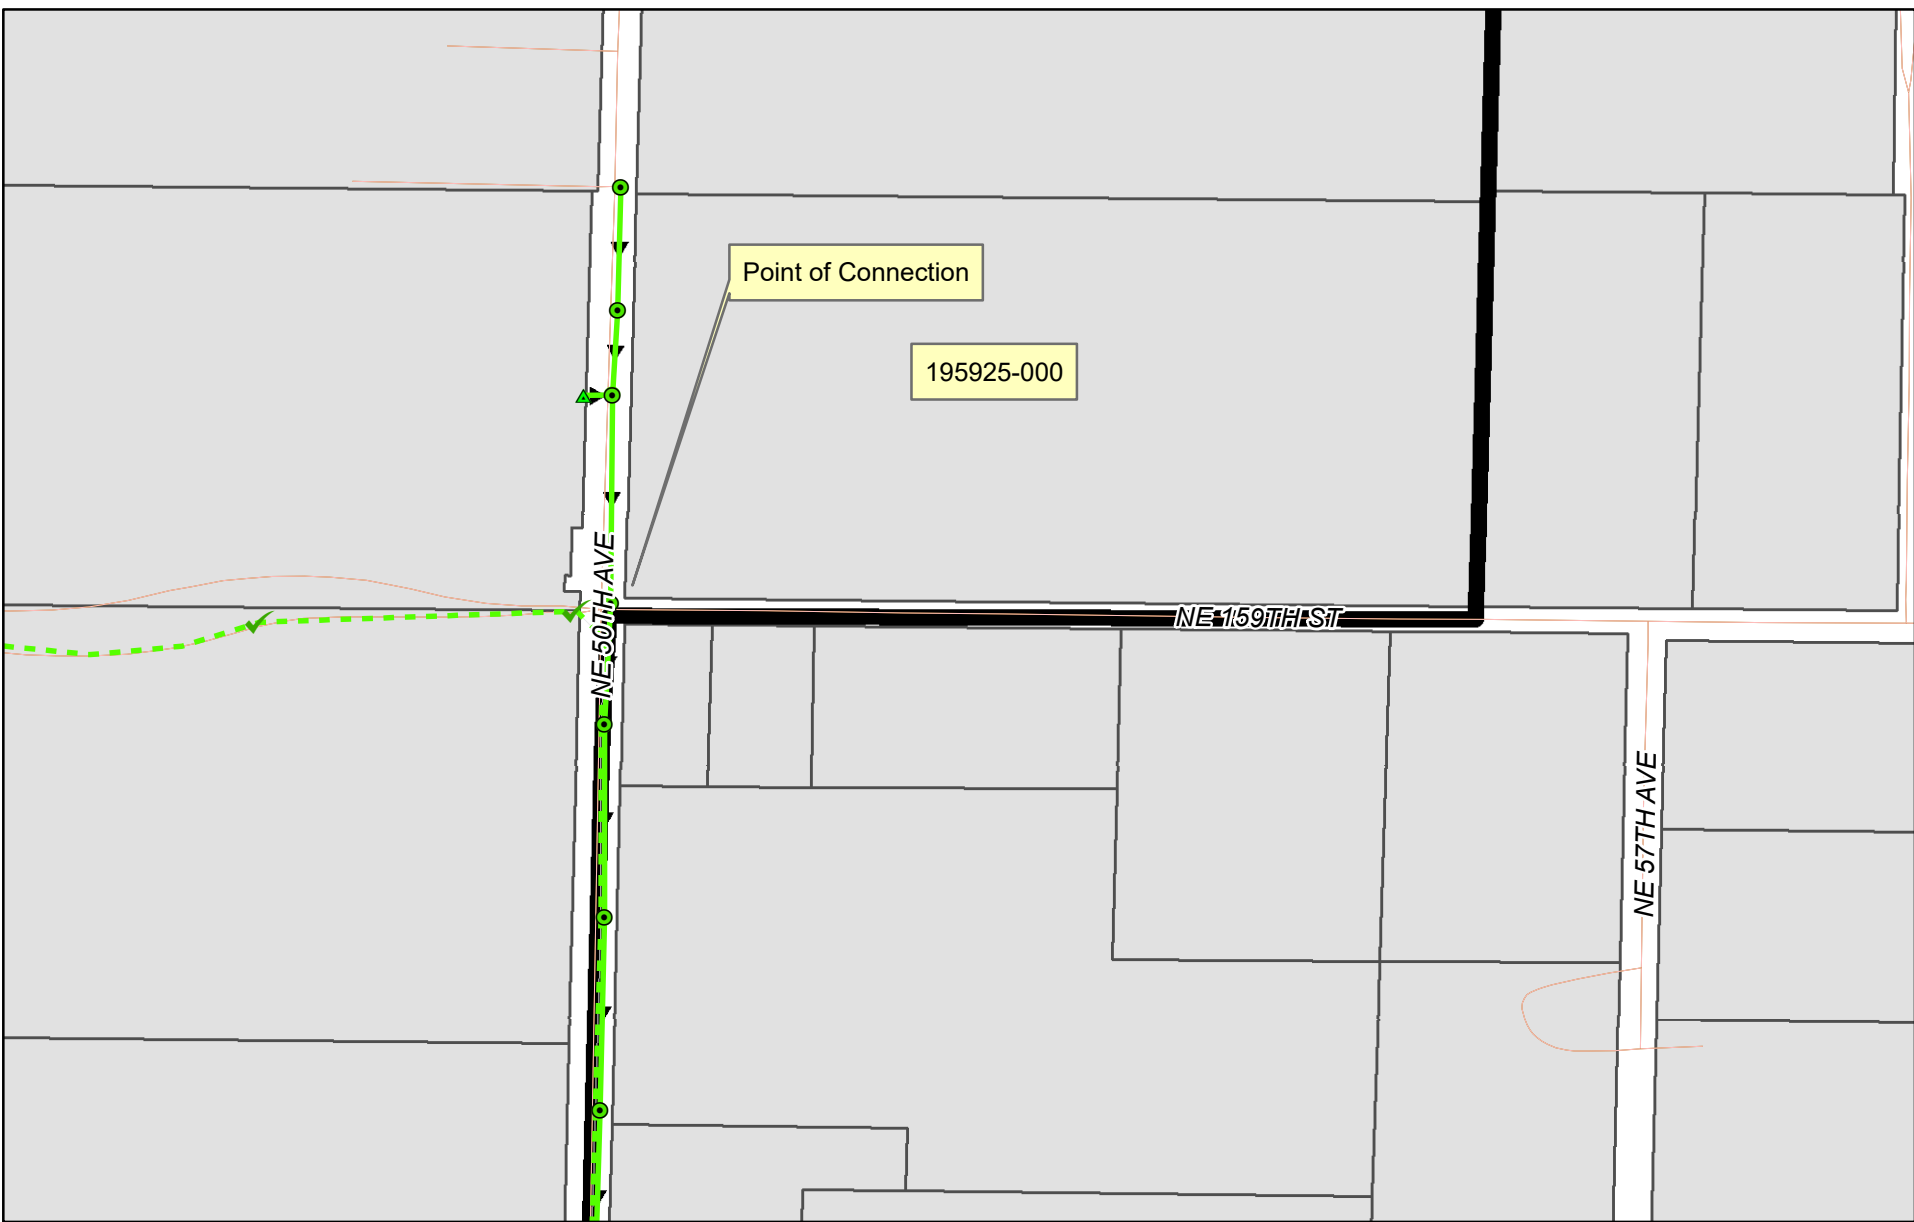 Point of Connection
195925-000
NE 50TH AVE
NE 159TH ST
NE 57TH AVE